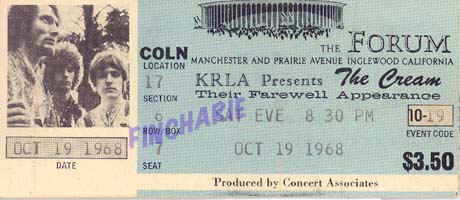 THE FORUM
MANCHESTER AND PRAIRIE AVENUE INGLEWOOD CALIFORNIA
COLN
LOCATION
17
SECTION
KRLA Presents The Cream
Their Farewell Appearance
6
ROW/BOX
7
SEAT
FINCHARIE
SAT EVE 8 30 PM
10-19
EVENT CODE
OCT 19 1968
DATE
OCT 19 1968
$3.50
Produced by Concert Associates